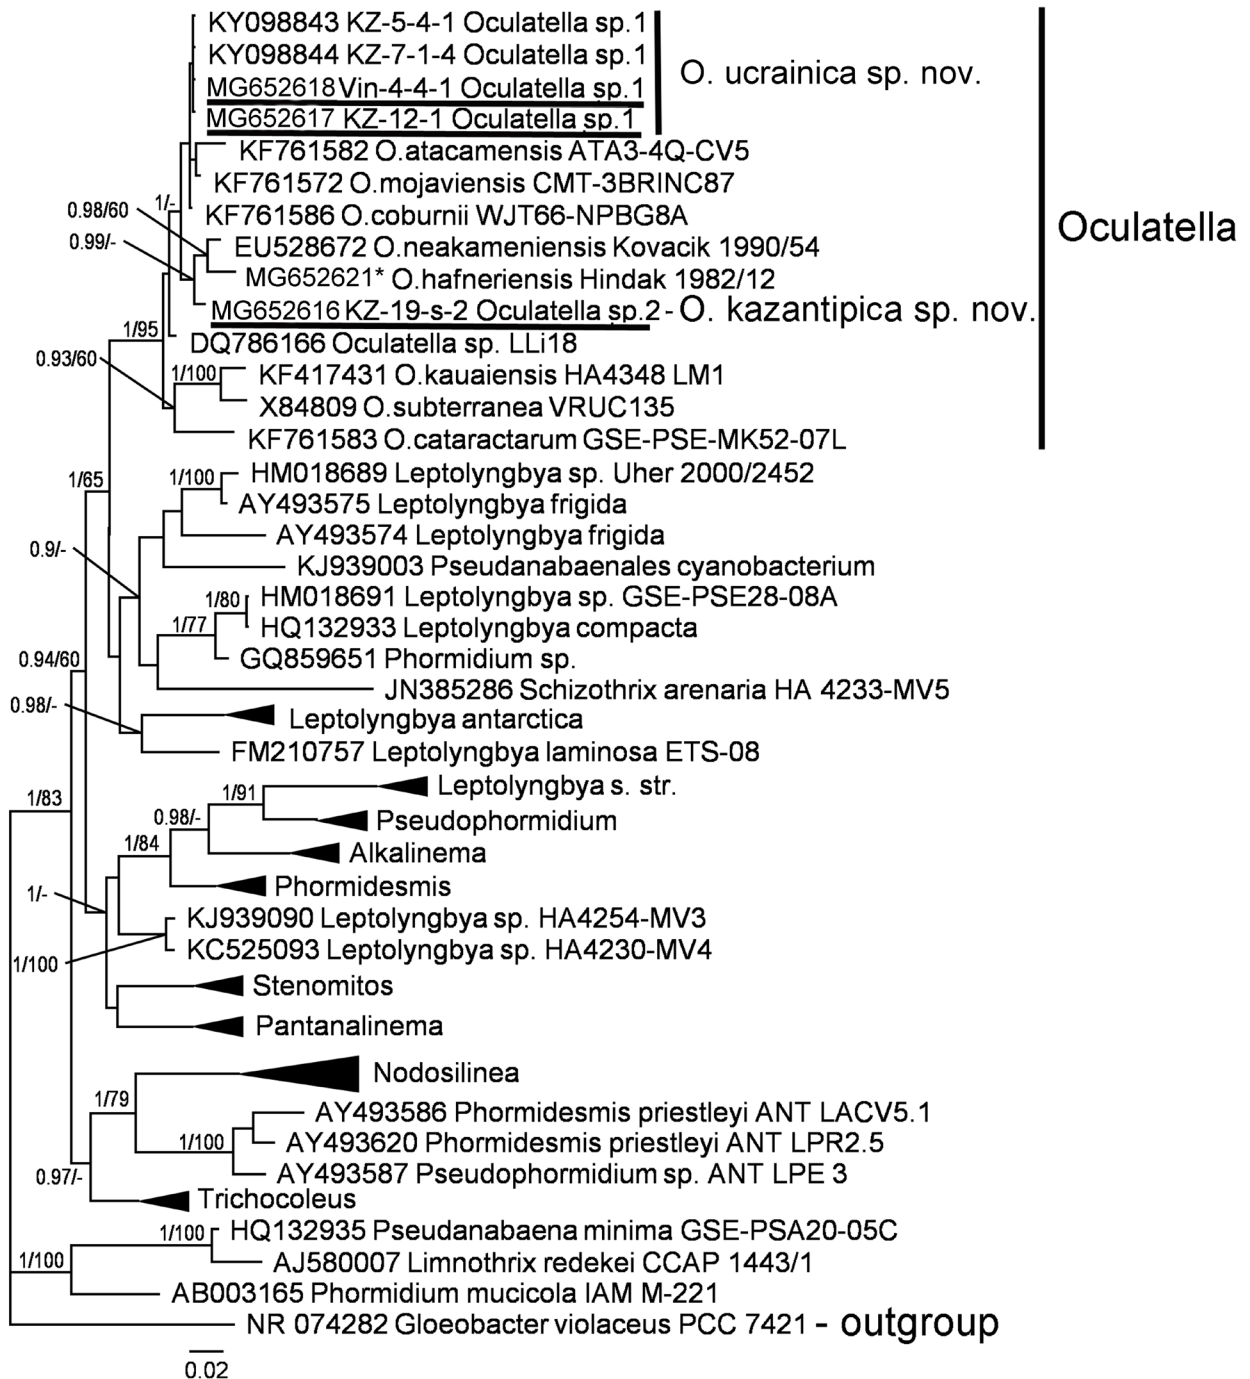 KY098843 KZ-5-4-1 Oculatella sp.1
KY098844 KZ-7-1-4 Oculatella sp.1
O. ucrainica sp. nov.
MG652618Vin-4-4-1 Oculatella sp.1
MG652617 KZ-12-1 Oculatella sp.1
KF761582 O.atacamensis ATA3-4Q-CV5
KF761572 O.mojaviensis CMT-3BRINC87
1/-
0.98/60
KF761586 O.coburnii WJT66-NPBG8A
Oculatella
0.99/-
EU528672 O.neakameniensis Kovacik 1990/54
MG652621* O.hafneriensis Hindak 1982/12
MG652616 KZ-19-s-2 Oculatella sp.2 - O. kazantipica sp. nov.
1/95
DQ786166 Oculatella sp. LLi18
0.93/60
1/100
KF417431 O.kauaiensis HA4348 LM1
X84809 O.subterranea VRUC135
KF761583 O.cataractarum GSE-PSE-MK52-07L
1/65
1/100
HM018689 Leptolyngbya sp. Uher 2000/2452
AY493575 Leptolyngbya frigida
AY493574 Leptolyngbya frigida
0.9/-
KJ939003 Pseudanabaenales cyanobacterium
1/80
HM018691 Leptolyngbya sp. GSE-PSE28-08A
1/77
HQ132933 Leptolyngbya compacta
0.94/60
GQ859651 Phormidium sp.
JN385286 Schizothrix arenaria HA 4233-MV5
0.98/-
Leptolyngbya antarctica
FM210757 Leptolyngbya laminosa ETS-08
1/83
1/91
Leptolyngbya s. str.
0.98/-
Pseudophormidium
1/84
Alkalinema
Phormidesmis
1/-
KJ939090 Leptolyngbya sp. HA4254-MV3
KC525093 Leptolyngbya sp. HA4230-MV4
1/100
Stenomitos
Pantanalinema
Nodosilinea
1/79
AY493586 Phormidesmis priestleyi ANT LACV5.1
1/100
AY493620 Phormidesmis priestleyi ANT LPR2.5
0.97/-
AY493587 Pseudophormidium sp. ANT LPE 3
Trichocoleus
1/100
HQ132935 Pseudanabaena minima GSE-PSA20-05C
1/100
AJ580007 Limnothrix redekei CCAP 1443/1
AB003165 Phormidium mucicola IAM M-221
NR 074282 Gloeobacter violaceus PCC 7421 - outgroup
0.02